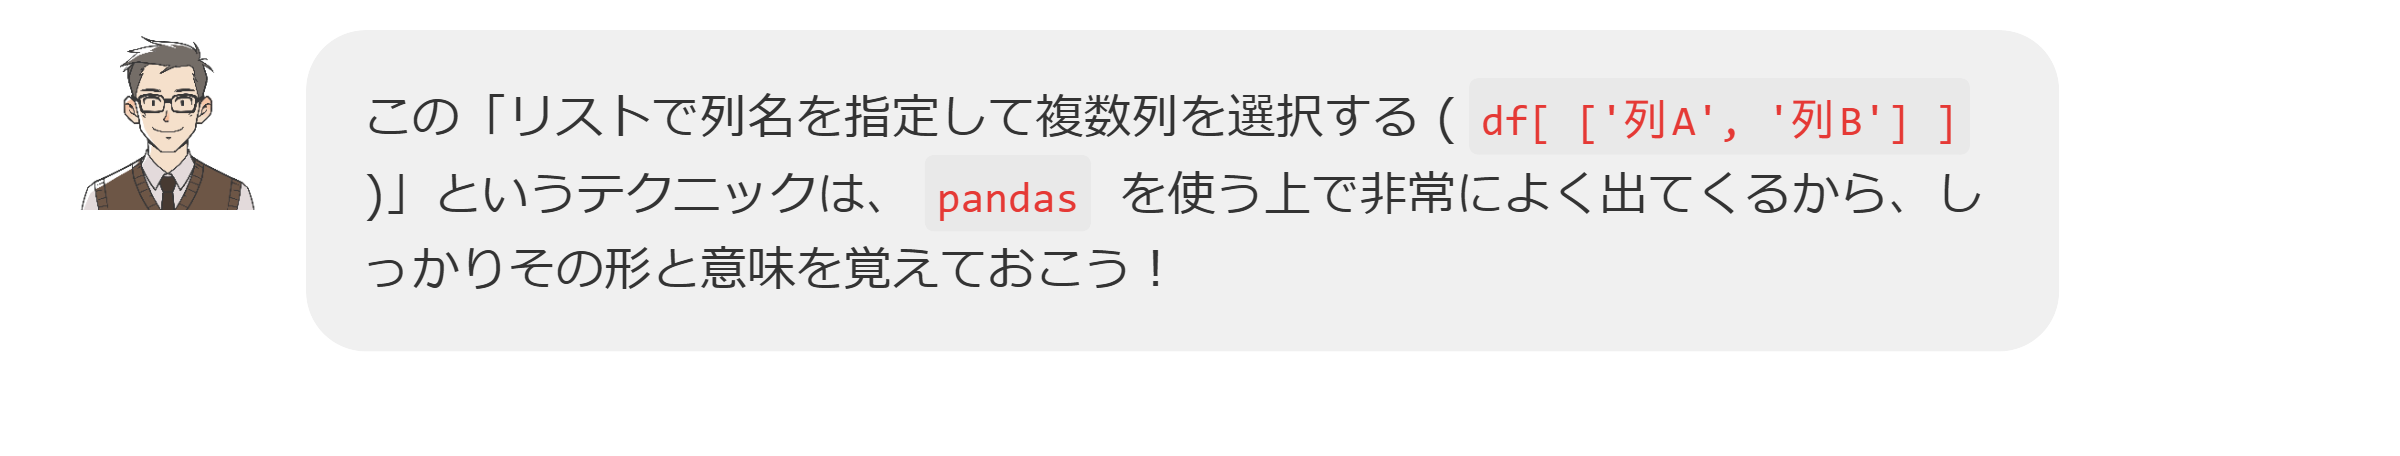 この「リストで列名を指定して複数列を選択する ( df[ ['列A', '列B'] ]
)」というテクニックは、 pandas を使う上で非常によく出てくるから、し
っかりその形と意味を覚えておこう！